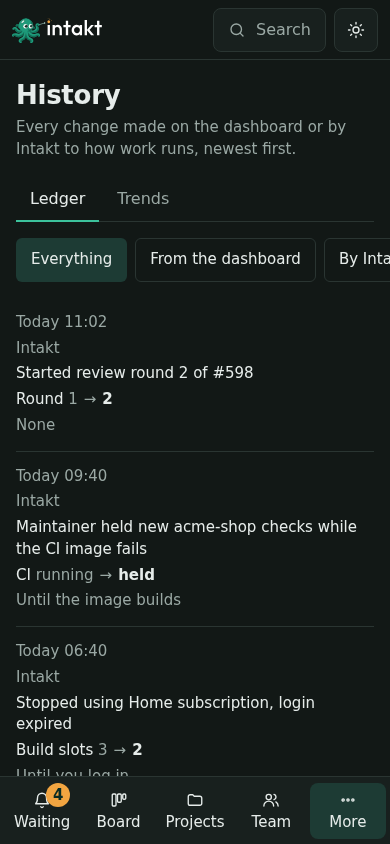 intakt
Search
History
Every change made on the dashboard or by
Intakt to how work runs, newest first.
Ledger Trends
Everything From the dashboard By Inta
Today 11:02
Intakt
Started review round 2 of #598
Round 1 → 2
None
Today 09:40
Intakt
Maintainer held new acme-shop checks while
the CI image fails
CI running → held
Until the image builds
Today 06:40
Intakt
Stopped using Home subscription, login
expired
Build slots 3 → 2
Until you log in
4
Waiting Board Projects Team More